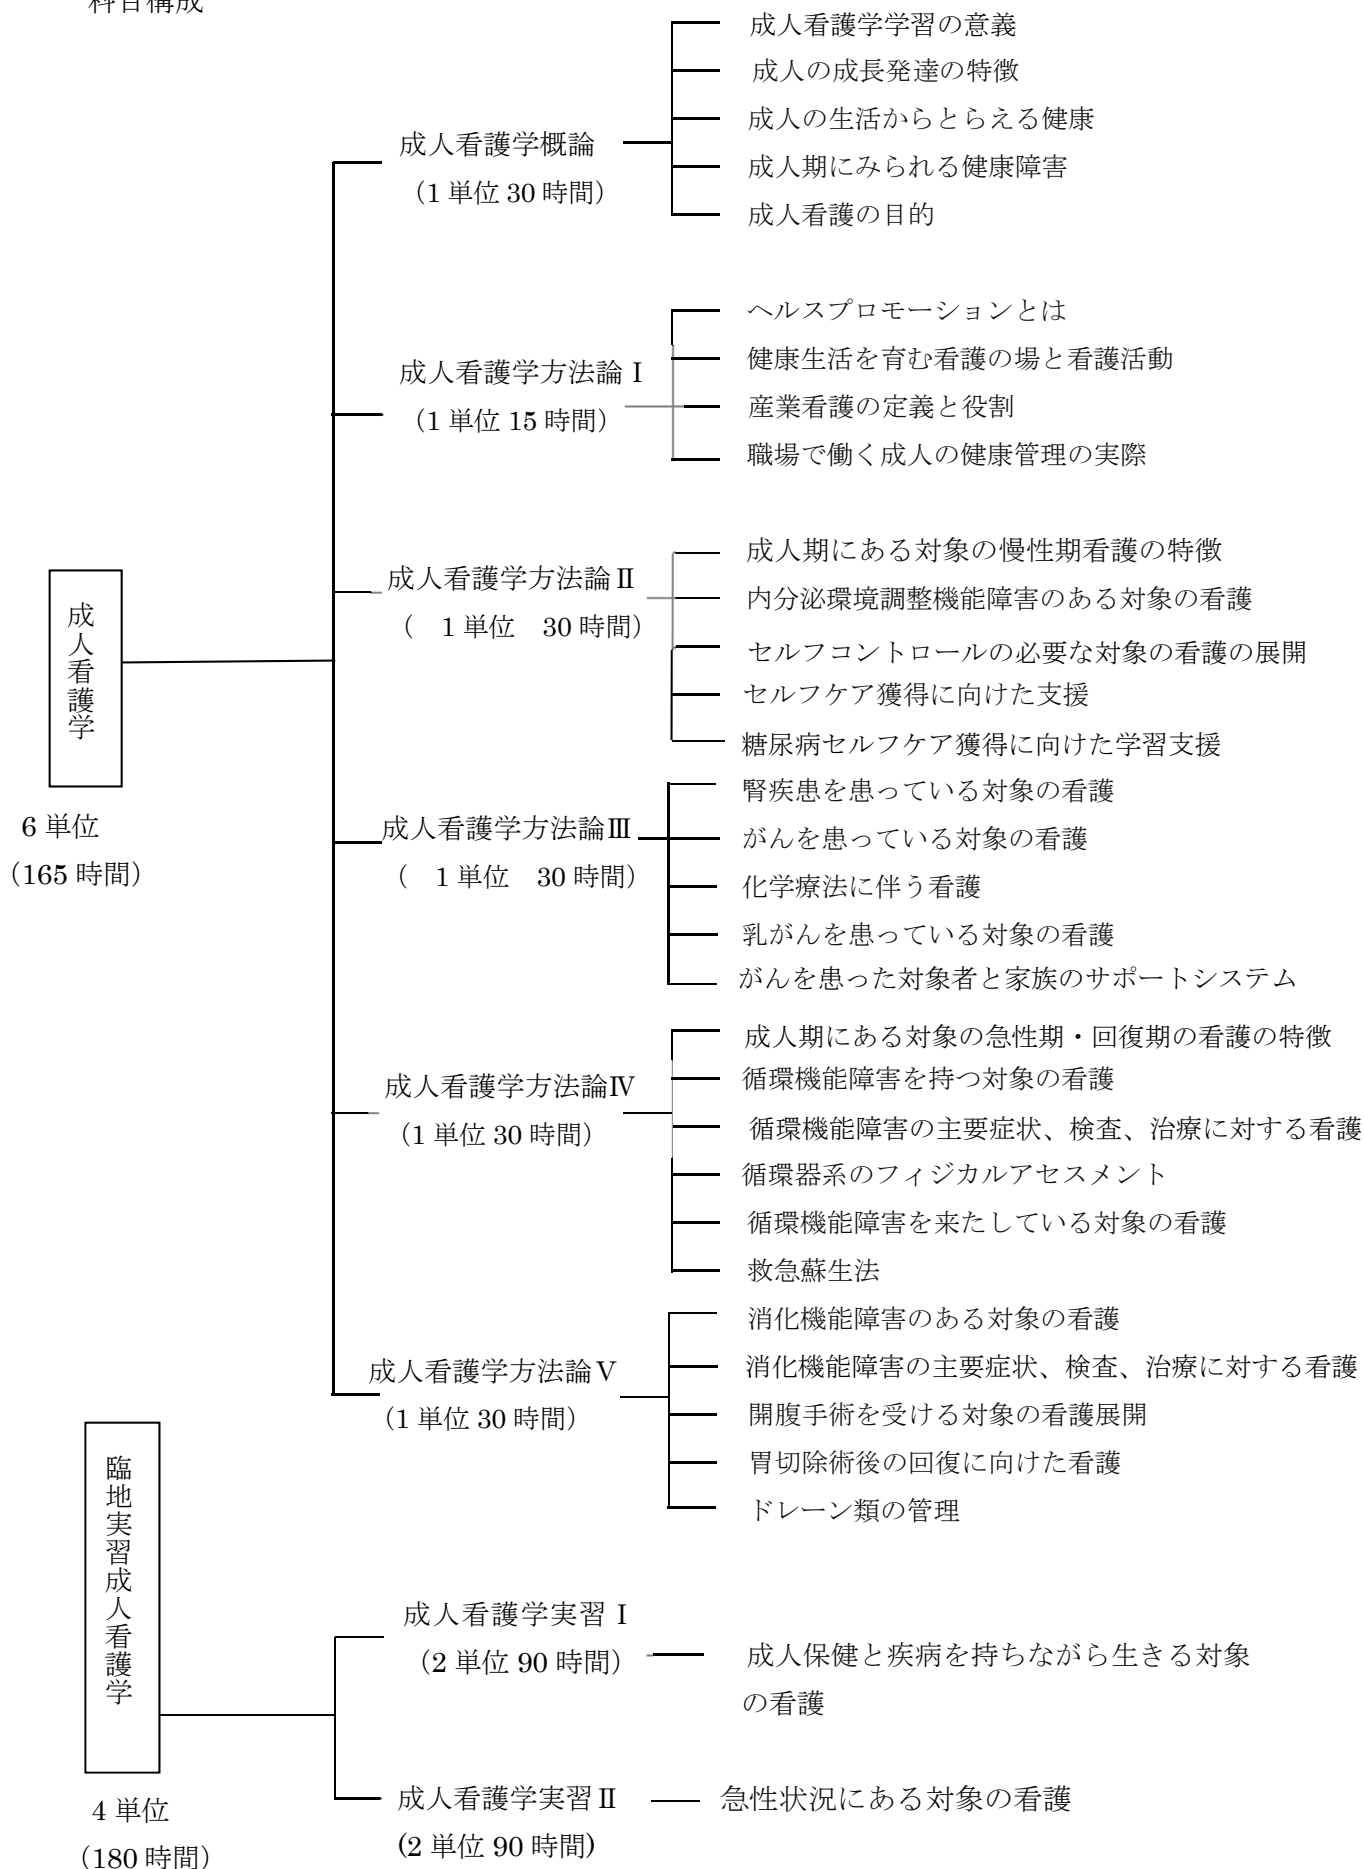 科目構成
成人看護学
6 単位
（165 時間）
成人看護学概論
（1 単位 30 時間）
成人看護学学習の意義
成人の成長発達の特徴
成人の生活からとらえる健康
成人期にみられる健康障害
成人看護の目的
成人看護学方法論Ⅰ
（1 単位 15 時間）
ヘルスプロモーションとは
健康生活を育む看護の場と看護活動
産業看護の定義と役割
職場で働く成人の健康管理の実際
成人看護学方法論Ⅱ
（　1 単位　30 時間）
成人期にある対象の慢性期看護の特徴
内分泌環境調整機能障害のある対象の看護
セルフコントロールの必要な対象の看護の展開
セルフケア獲得に向けた支援
糖尿病セルフケア獲得に向けた学習支援
成人看護学方法論Ⅲ
（　1 単位　30 時間）
腎疾患を患っている対象の看護
がんを患っている対象の看護
化学療法に伴う看護
乳がんを患っている対象の看護
がんを患った対象者と家族のサポートシステム
成人看護学方法論Ⅳ
（1 単位 30 時間）
成人期にある対象の急性期・回復期の看護の特徴
循環機能障害を持つ対象の看護
循環機能障害の主要症状、検査、治療に対する看護
循環器系のフィジカルアセスメント
循環機能障害を来たしている対象の看護
救急蘇生法
成人看護学方法論Ⅴ
（1 単位 30 時間）
消化機能障害のある対象の看護
消化機能障害の主要症状、検査、治療に対する看護
開腹手術を受ける対象の看護展開
胃切除術後の回復に向けた看護
ドレーン類の管理
臨地実習成人看護学
4 単位
（180 時間）
成人看護学実習Ⅰ
（2 単位 90 時間）
成人保健と疾病を持ちながら生きる対象
の看護
成人看護学実習Ⅱ
(2 単位 90 時間)
急性状況にある対象の看護